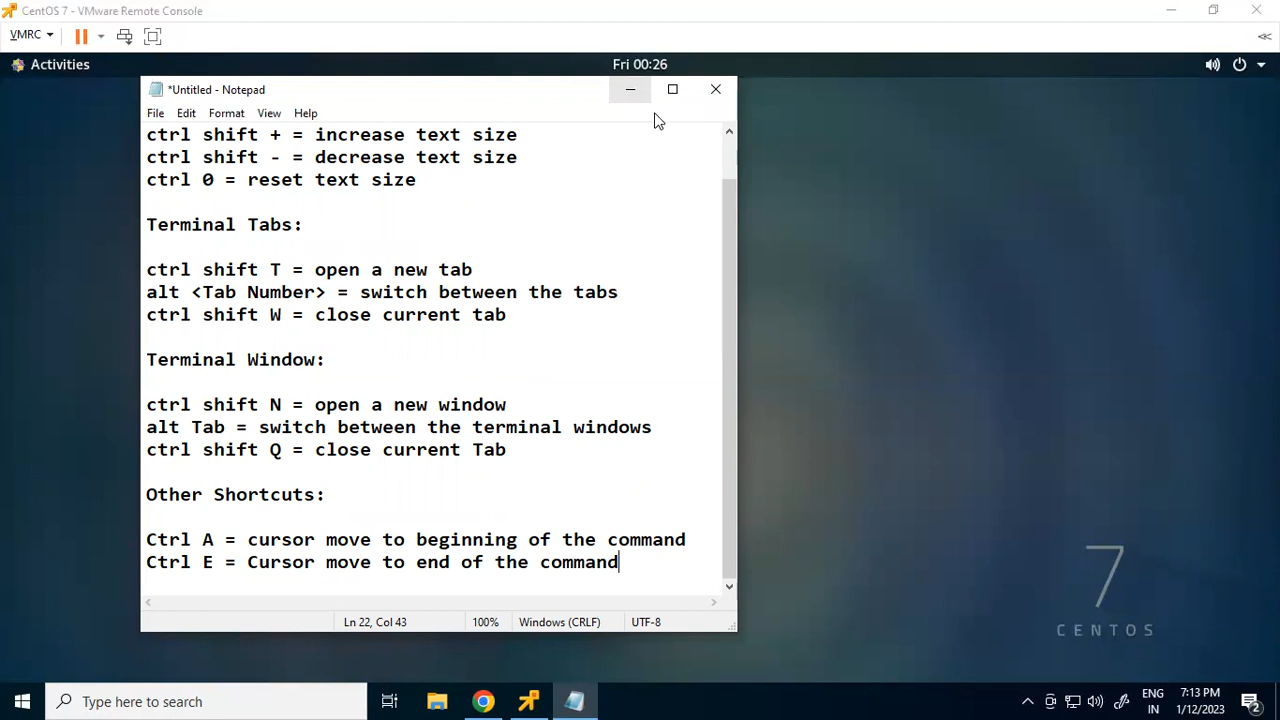 CentOS 7 - VMware Remote Console
VMRC
Activities
Fri 00:26
*Untitled - Notepad
File Edit Format View Help
ctrl shift + = increase text size
ctrl shift - = decrease text size
ctrl 0 = reset text size
Terminal Tabs:
ctrl shift T = open a new tab
alt <Tab Number> = switch between the tabs
ctrl shift W = close current tab
Terminal Window:
ctrl shift N = open a new window
alt Tab = switch between the terminal windows
ctrl shift Q = close current Tab
Other Shortcuts:
Ctrl A = cursor move to beginning of the command
Ctrl E = Cursor move to end of the command
Ln 22, Col 43 100% Windows (CRLF) UTF-8
7
CENTOS
Type here to search
ENG
IN
7:13 PM
1/12/2023
2